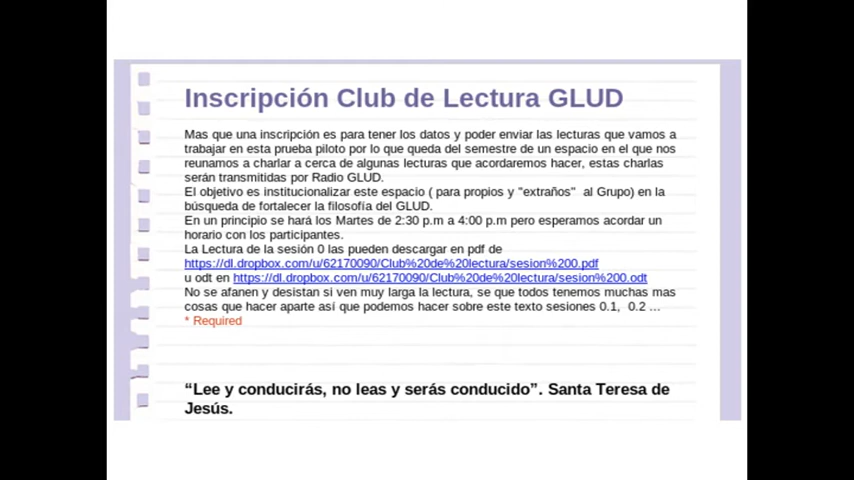 Inscripción Club de Lectura GLUD
Mas que una inscripción es para tener los datos y poder enviar las lecturas que vamos a
trabajar en esta prueba piloto por lo que queda del semestre de un espacio en el que nos
reunamos a charlar a cerca de algunas lecturas que acordaremos hacer, estas charlas
serán transmitidas por Radio GLUD.
El objetivo es institucionalizar este espacio ( para propios y "extraños"  al Grupo) en la
búsqueda de fortalecer la filosofía del GLUD.
En un principio se hará los Martes de 2:30 p.m a 4:00 p.m pero esperamos acordar un
horario con los participantes.
La Lectura de la sesión 0 las pueden descargar en pdf de
https://dl.dropbox.com/u/62170090/Club%20de%20lectura/sesion%200.pdf
u odt en https://dl.dropbox.com/u/62170090/Club%20de%20lectura/sesion%200.odt
No se afanen y desistan si ven muy larga la lectura, se que todos tenemos muchas mas
cosas que hacer aparte así que podemos hacer sobre este texto sesiones 0.1,  0.2 ...
* Required
“Lee y conducirás, no leas y serás conducido”. Santa Teresa de
Jesús.